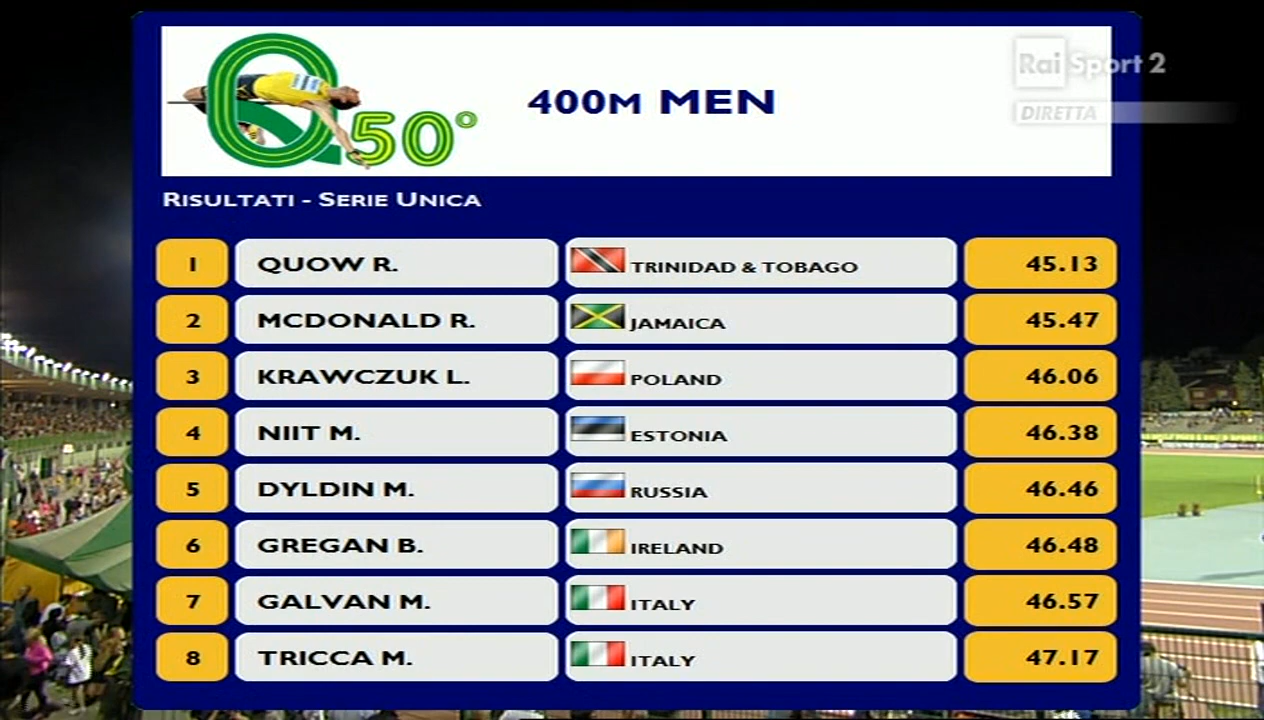 50°
400M MEN
Rai Sport 2
DIRETTA
RISULTATI - SERIE UNICA
1 QUOW R. TRINIDAD & TOBAGO 45.13
2 MCDONALD R. JAMAICA 45.47
3 KRAWCZUK L. POLAND 46.06
4 NIIT M. ESTONIA 46.38
5 DYLDIN M. RUSSIA 46.46
6 GREGAN B. IRELAND 46.48
7 GALVAN M. ITALY 46.57
8 TRICCA M. ITALY 47.17